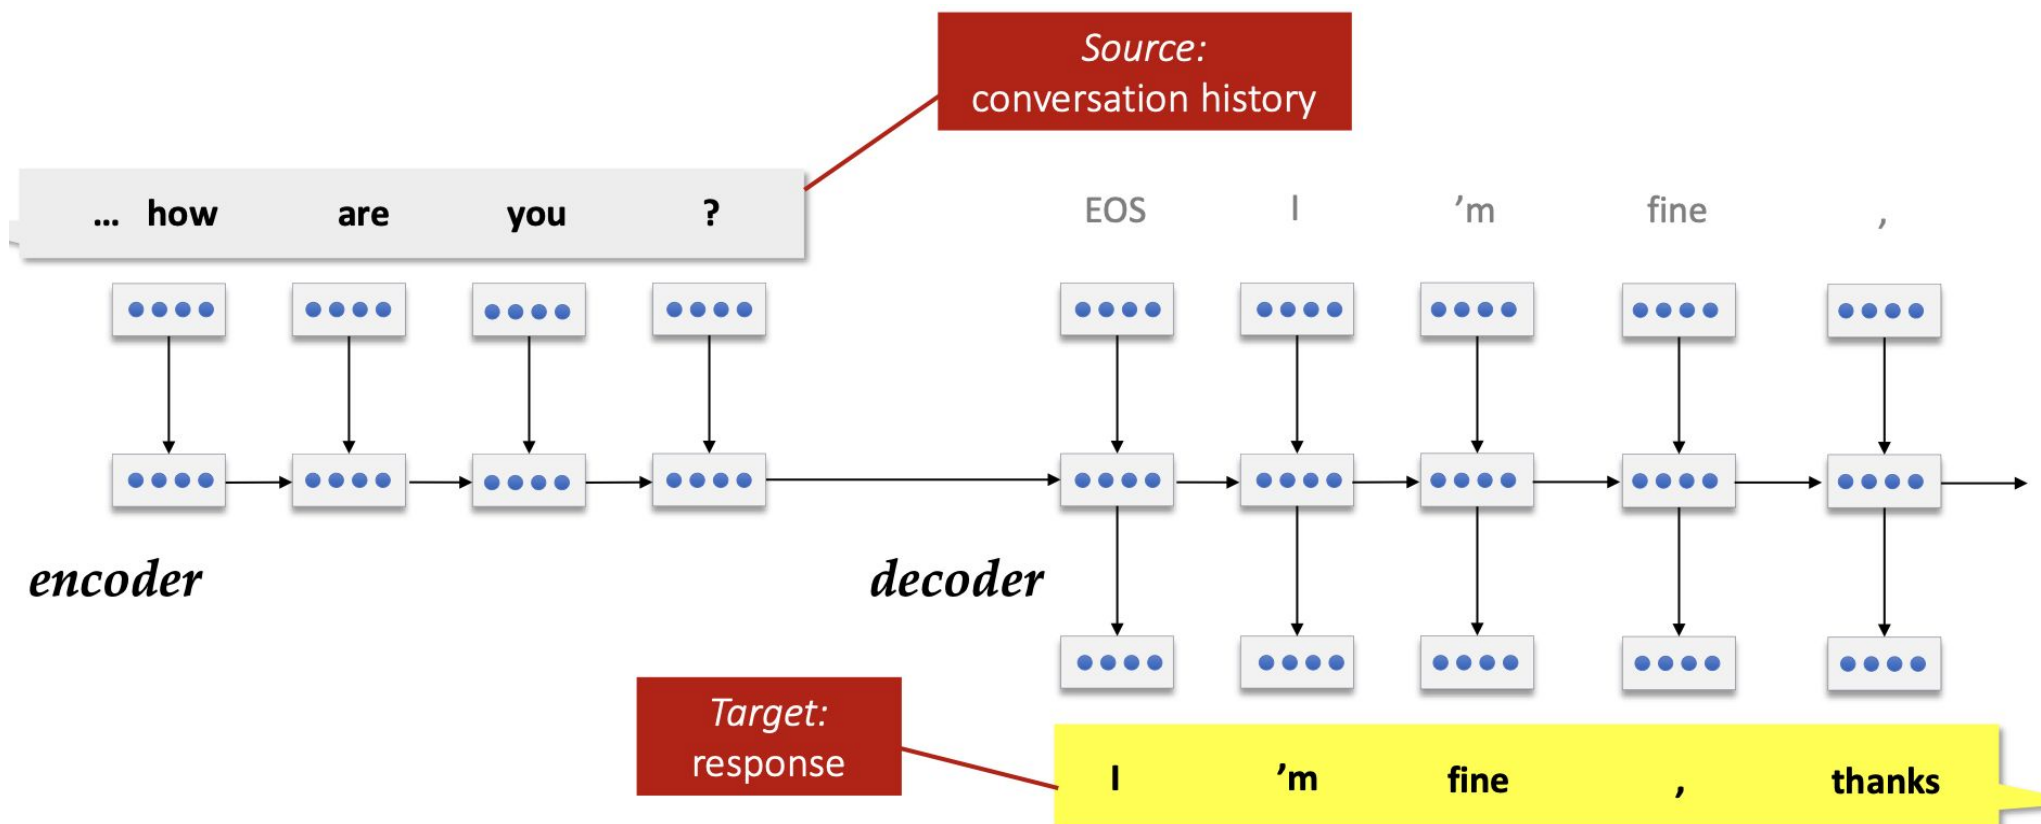 Source:
conversation history
... how are you ?
EOS I ’m fine ,
encoder
decoder
Target:
response
I ’m fine , thanks